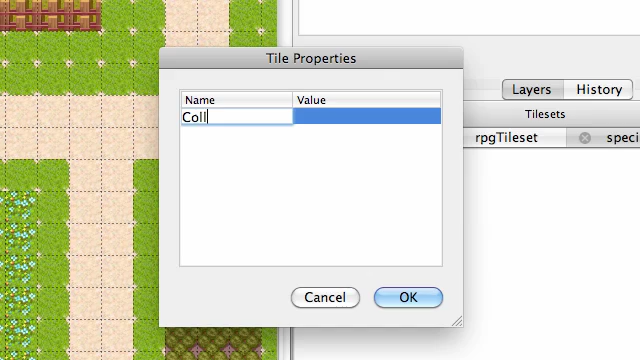 Tile Properties
Name Value
Coll
Cancel OK
Layers History
Tilesets
rpgTileset speci